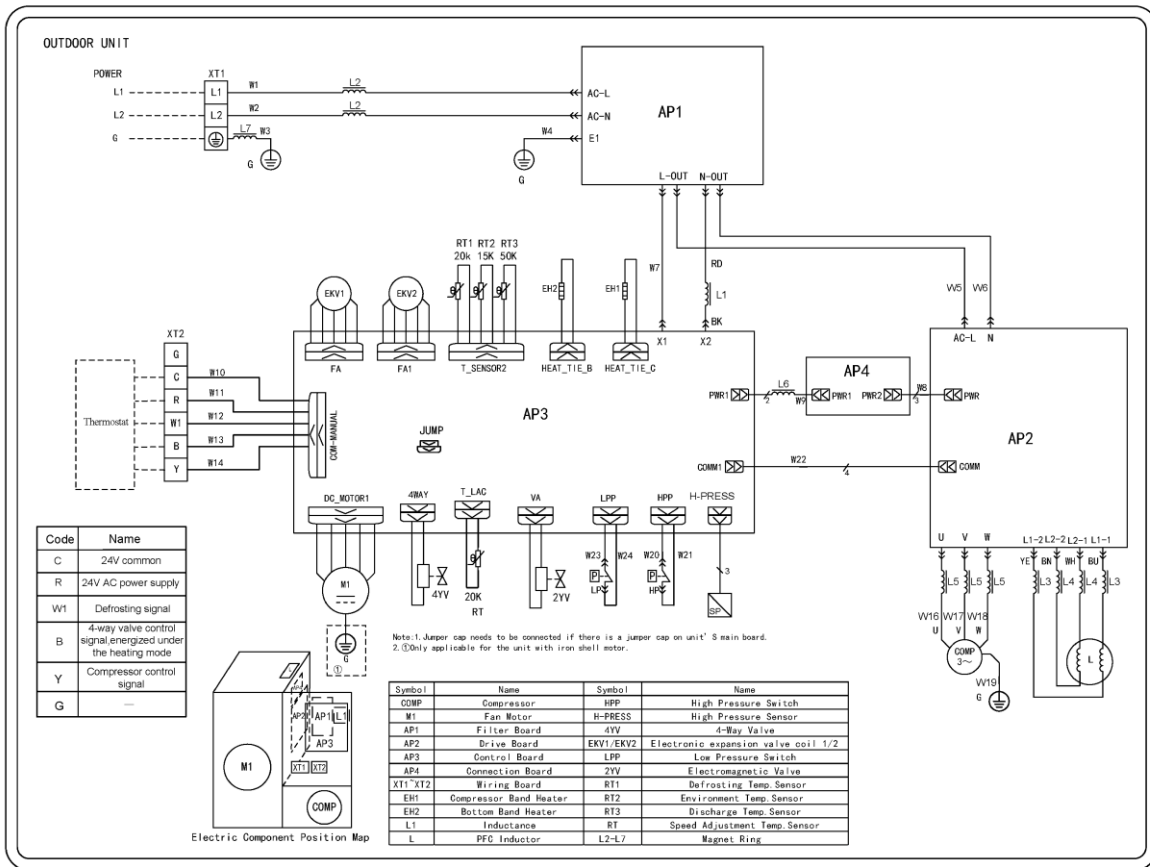 OUTDOOR UNIT
POWER
XT1
L1 L1 W1 L2 AC-L
AP1
L2 L2 W2 L2 AC-N
G L7 W3 W4 E1
G G
L-OUT N-OUT
RT1 RT2 RT3
20k 15K 50K
W7 RD
EKV1 EKV2 EH2 EH1 L1
W5 W6
BK
XT2
FA FA1 T_SENSOR2 HEAT_TIE_B HEAT_TIE_C X1 X2
AC-L N
G
C W10
R W11
Thermostat W1 W12
B W13
Y W14
COM-MANUAL
AP3
JUMP
PWR1 2 L6 W9 PWR1 AP4 PWR2 3 W8 PWR
AP2
COMM1 W22 4 COMM
DC_MOTOR1 4WAY T_LAC VA LPP HPP H-PRESS
U V W L1-2 L2-2 L2-1 L1-1
YE BN WH BU
M1 4YV 20K RT 2YV W23 W24 P LP W20 W21 P HP 3 SP
L5 L5 L5 L3 L4 L4 L3
W16 W17 W18
U V W
COMP 3～
L
W19
G
G
①
Code Name
C 24V common
R 24V AC power supply
W1 Defrosting signal
B 4-way valve control
signal,energized under
the heating mode
Y Compressor control
signal
G —
Note:1.Jumper cap needs to be connected if there is a jumper cap on unit' S main board.
2.①Only applicable for the unit with iron shell motor.
L
AP2 AP1 L1
AP3
M1 XT1 XT2
COMP
Electric Component Position Map
Symbol Name Symbol Name
COMP Compressor HPP High Pressure Switch
M1 Fan Motor H-PRESS High Pressure Sensor
AP1 Filter Board 4YV 4-Way Valve
AP2 Drive Board EKV1/EKV2 Electronic expansion valve coil 1/2
AP3 Control Board LPP Low Pressure Switch
AP4 Connection Board 2YV Electromagnetic Valve
XT1~XT2 Wiring Board RT1 Defrosting Temp.Sensor
EH1 Compressor Band Heater RT2 Environment Temp.Sensor
EH2 Bottom Band Heater RT3 Discharge Temp.Sensor
L1 Inductance RT Speed Adjustment Temp.Sensor
L PFC Inductor L2-L7 Magnet Ring